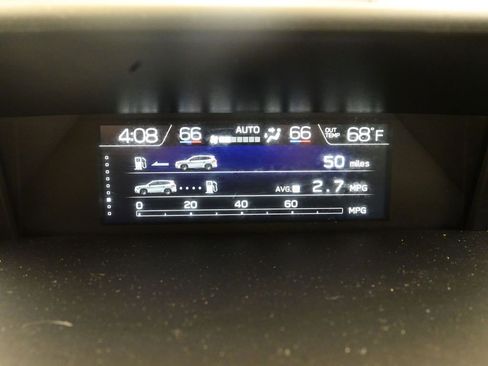 4:08 66 AUTO 66 OUT TEMP 68°F
50 miles
AVG. 2.7 MPG
0 20 40 60 MPG